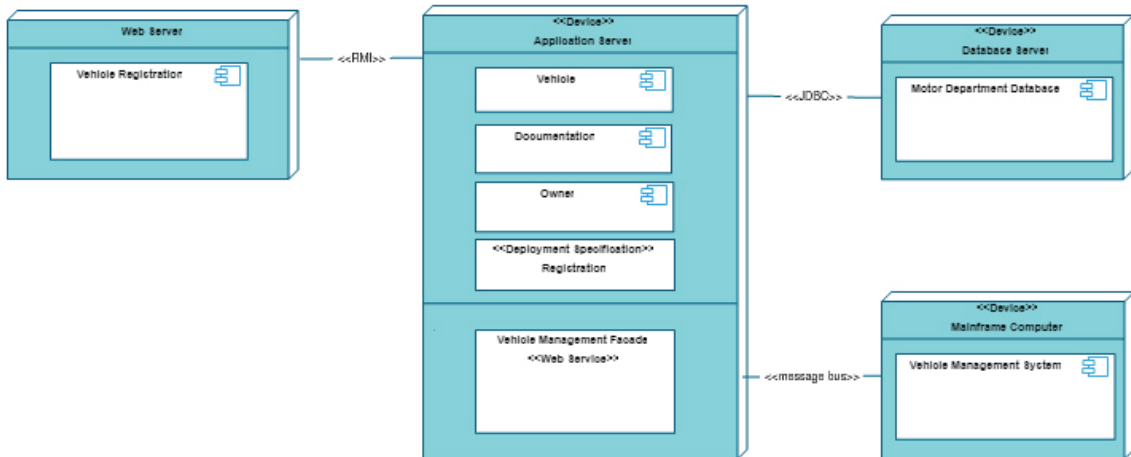 Web Server
Vehicle Registration
<<RMI>>
<<Device>>
Application Server
Vehicle
Documentation
Owner
<<Deployment Specification>>
Registration
Vehicle Management Facade
<<Web Service>>
<<JDBC>>
<<Device>>
Database Server
Motor Department Database
<<message bus>>
<<Device>>
Mainframe Computer
Vehicle Management System